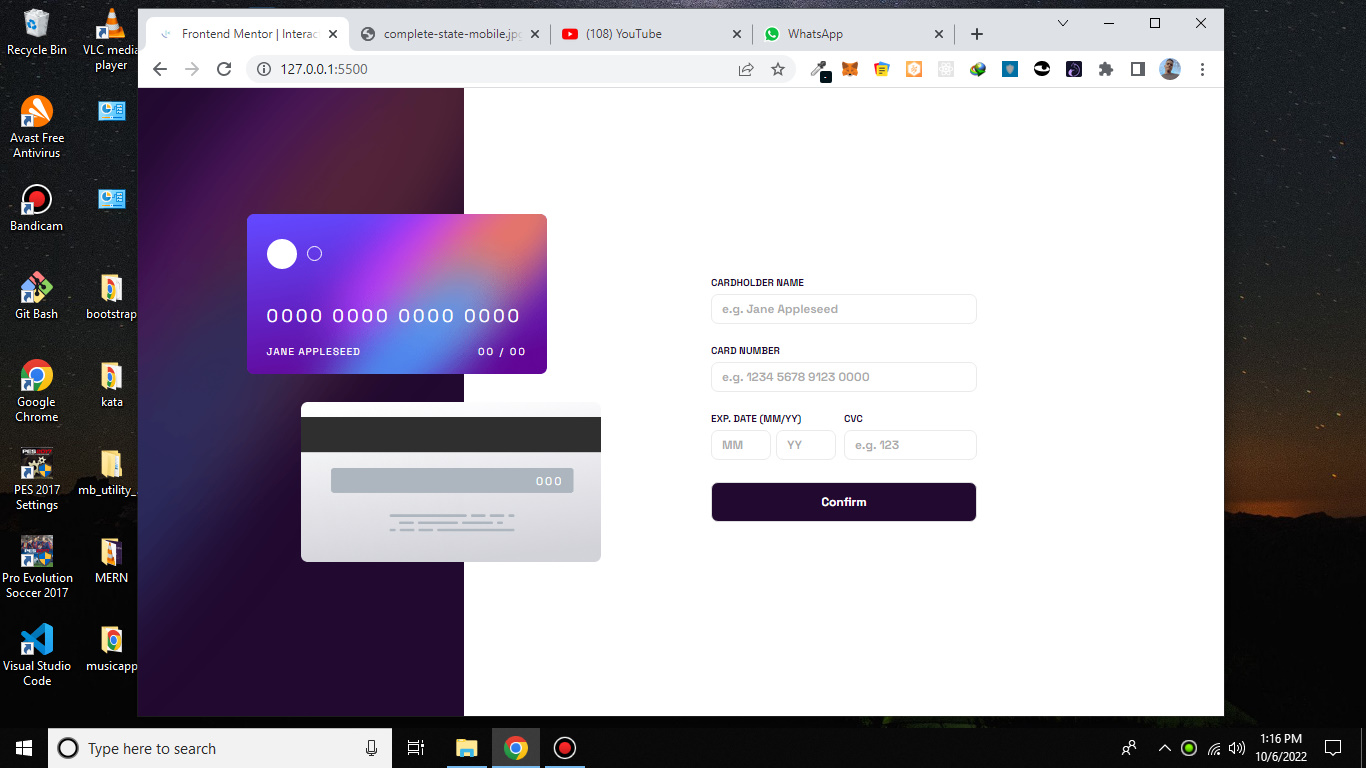 Recycle Bin
VLC media
player
Avast Free
Antivirus
Bandicam
Git Bash
bootstrap
Google
Chrome
kata
PES 2017
Settings
mb_utility_
Pro Evolution
Soccer 2017
MERN
Visual Studio
Code
musicapp
Frontend Mentor | Interac
complete-state-mobile.jpg
(108) YouTube
WhatsApp
127.0.0.1:5500
0000 0000 0000 0000
JANE APPLESEED
00 / 00
000
CARDHOLDER NAME
e.g. Jane Appleseed
CARD NUMBER
e.g. 1234 5678 9123 0000
EXP. DATE (MM/YY)
CVC
MM
YY
e.g. 123
Confirm
Type here to search
1:16 PM
10/6/2022